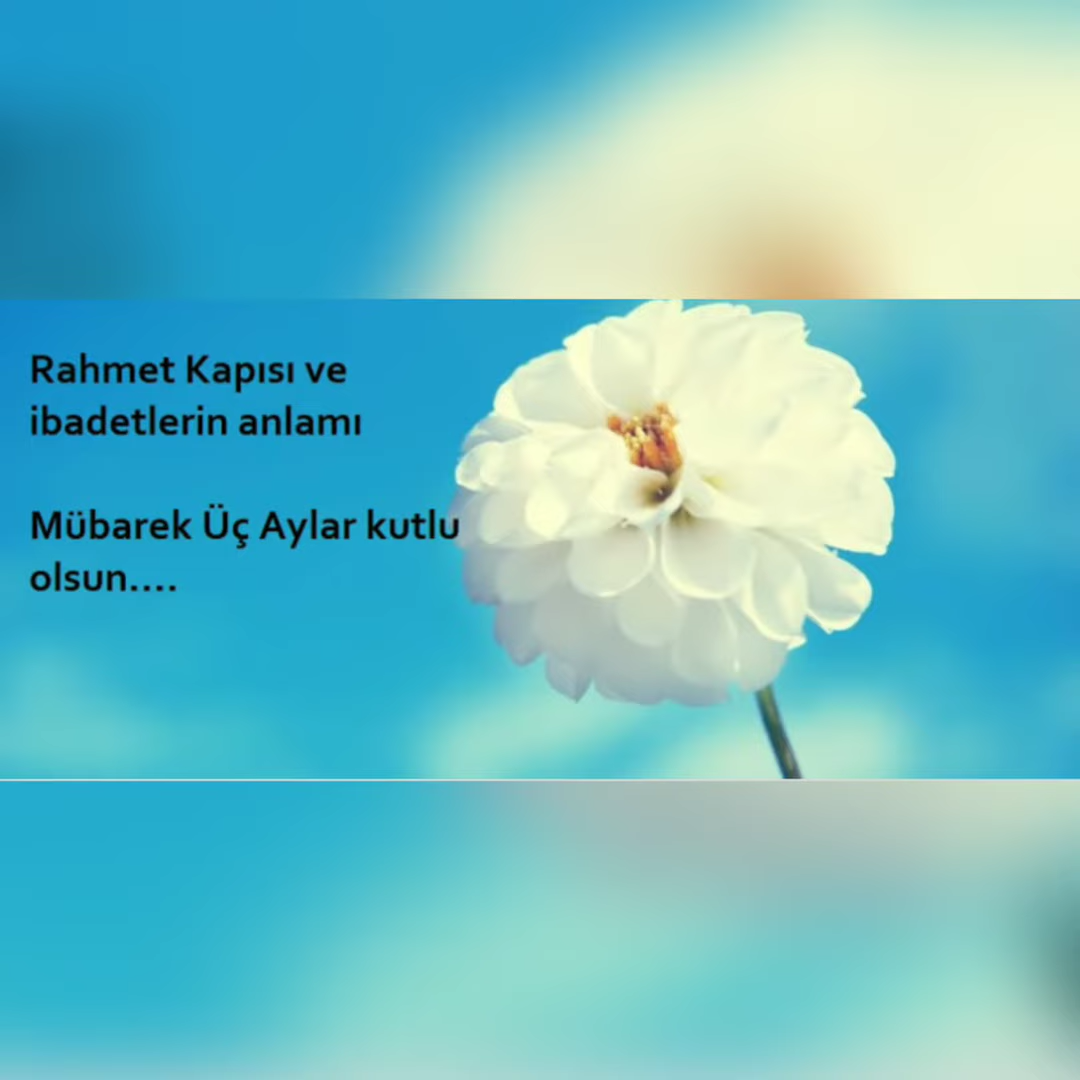 Rahmet Kapısı ve
ibadetlerin anlamı
Mübarek Üç Aylar kutlu
olsun....